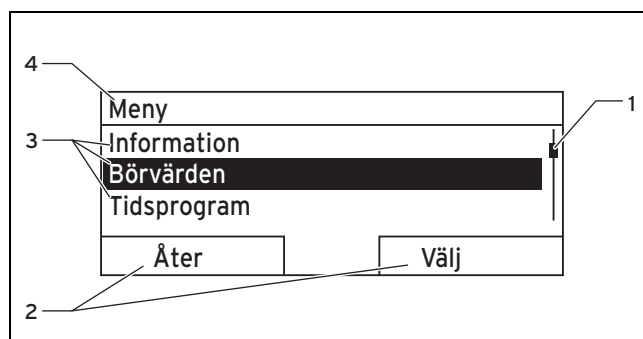 4
Meny
1
3
Information
Börvärden
Tidsprogram
Åter Välj
2